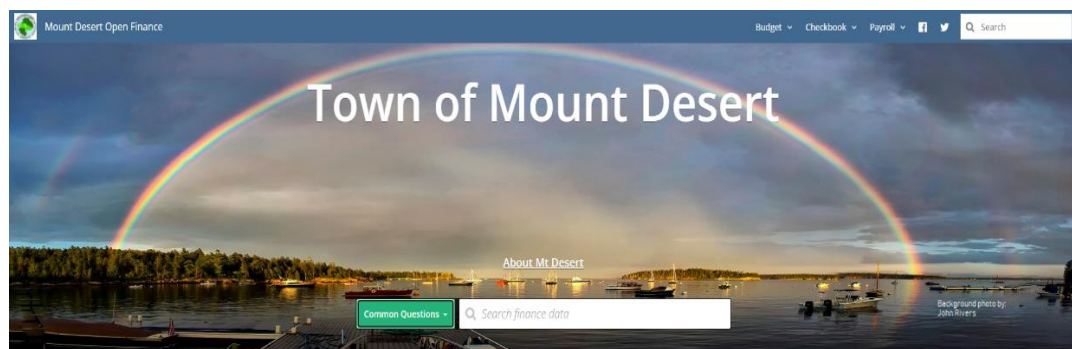 Mount Desert Open Finance
Budget Checkbook Payroll Search
Town of Mount Desert
About Mt Desert
Common Questions Search finance data
Background photo by:
John Rivers